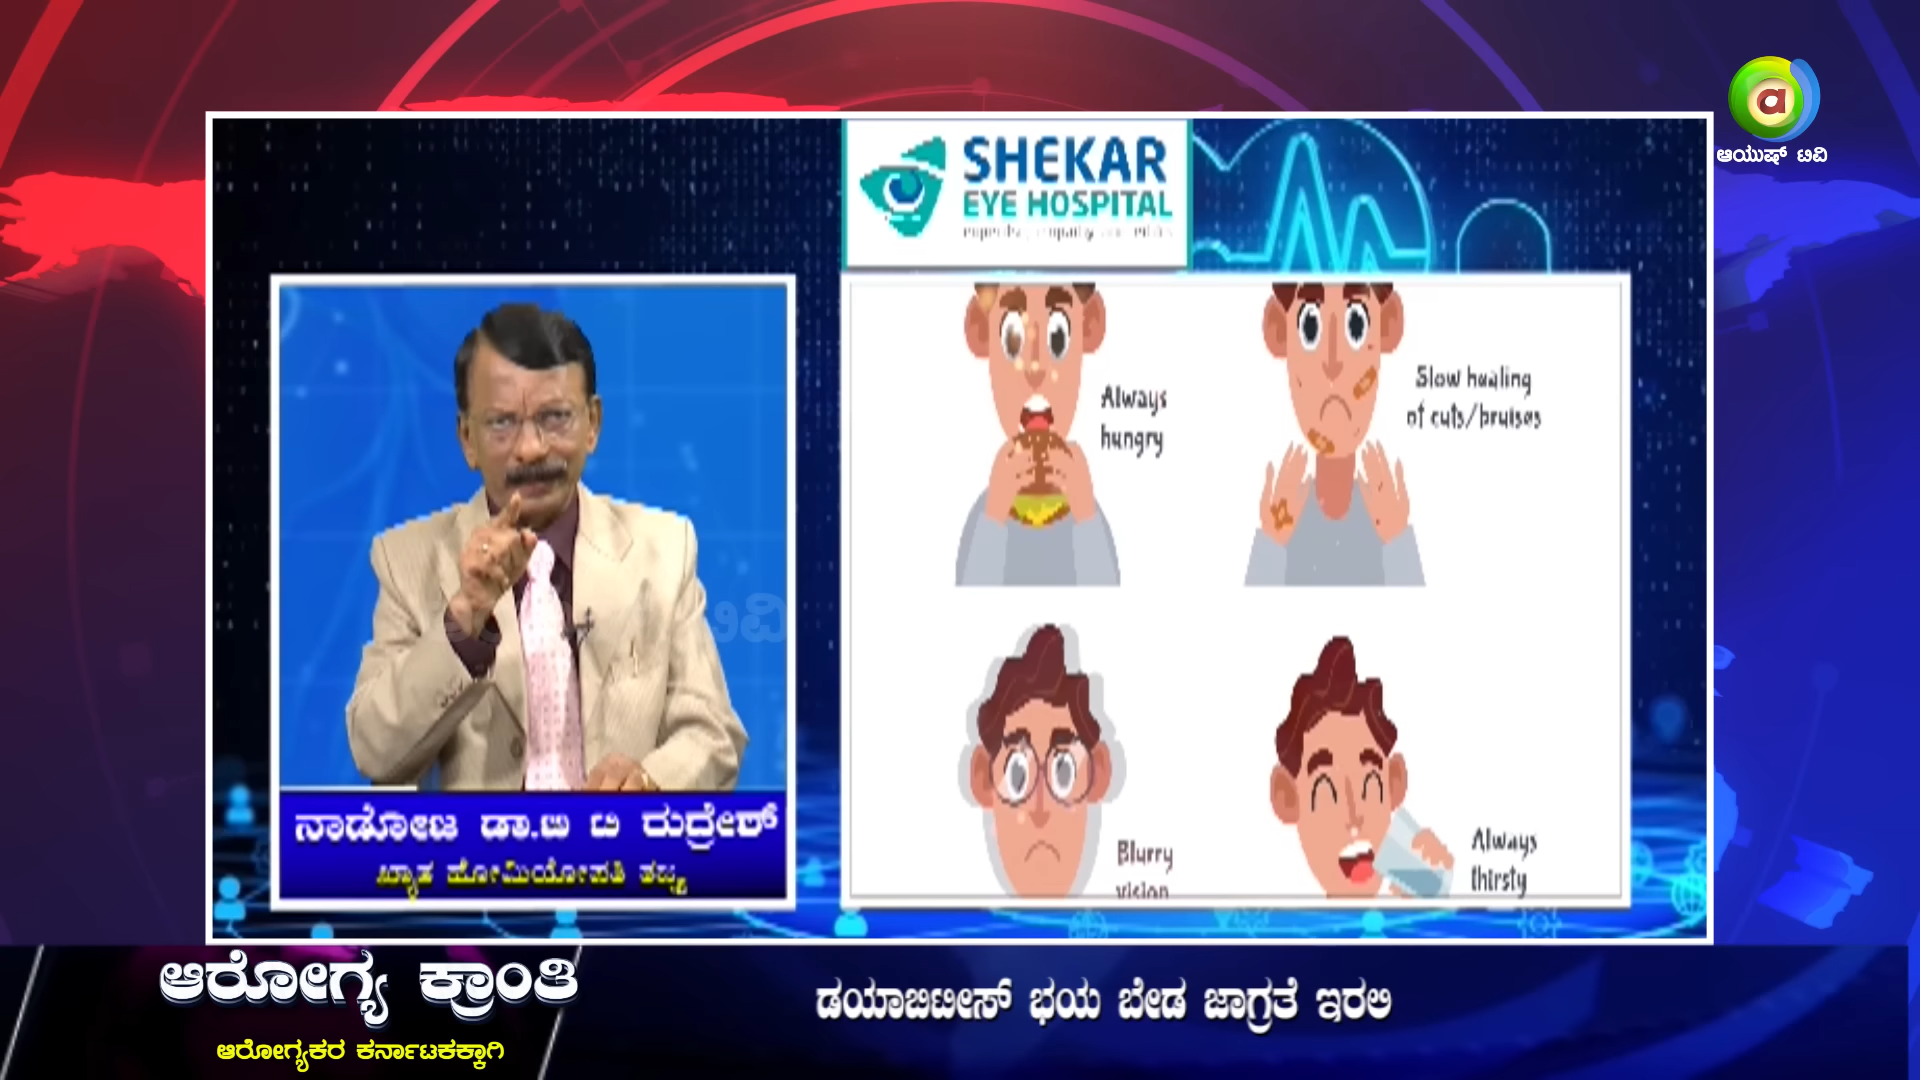 SHEKAR
EYE HOSPITAL
ಆಯುಷ್ ಟಿವಿ
Always
hungry
Slow healing
of cuts/bruises
Blurry
vision
Always
thirsty
ಟಿವಿ
ನಾಡೋಜ ಡಾ.ಬಿ ಟಿ ರುದ್ರೇಶ್
ಖ್ಯಾತ ಹೋಮಿಯೋಪತಿ ತಜ್ಞ
ಆರೋಗ್ಯ ಕ್ರಾಂತಿ
ಆರೋಗ್ಯಕರ ಕರ್ನಾಟಕಕ್ಕಾಗಿ
ಡಯಾಬಿಟೀಸ್ ಭಯ ಬೇಡ ಜಾಗ್ರತೆ ಇರಲಿ